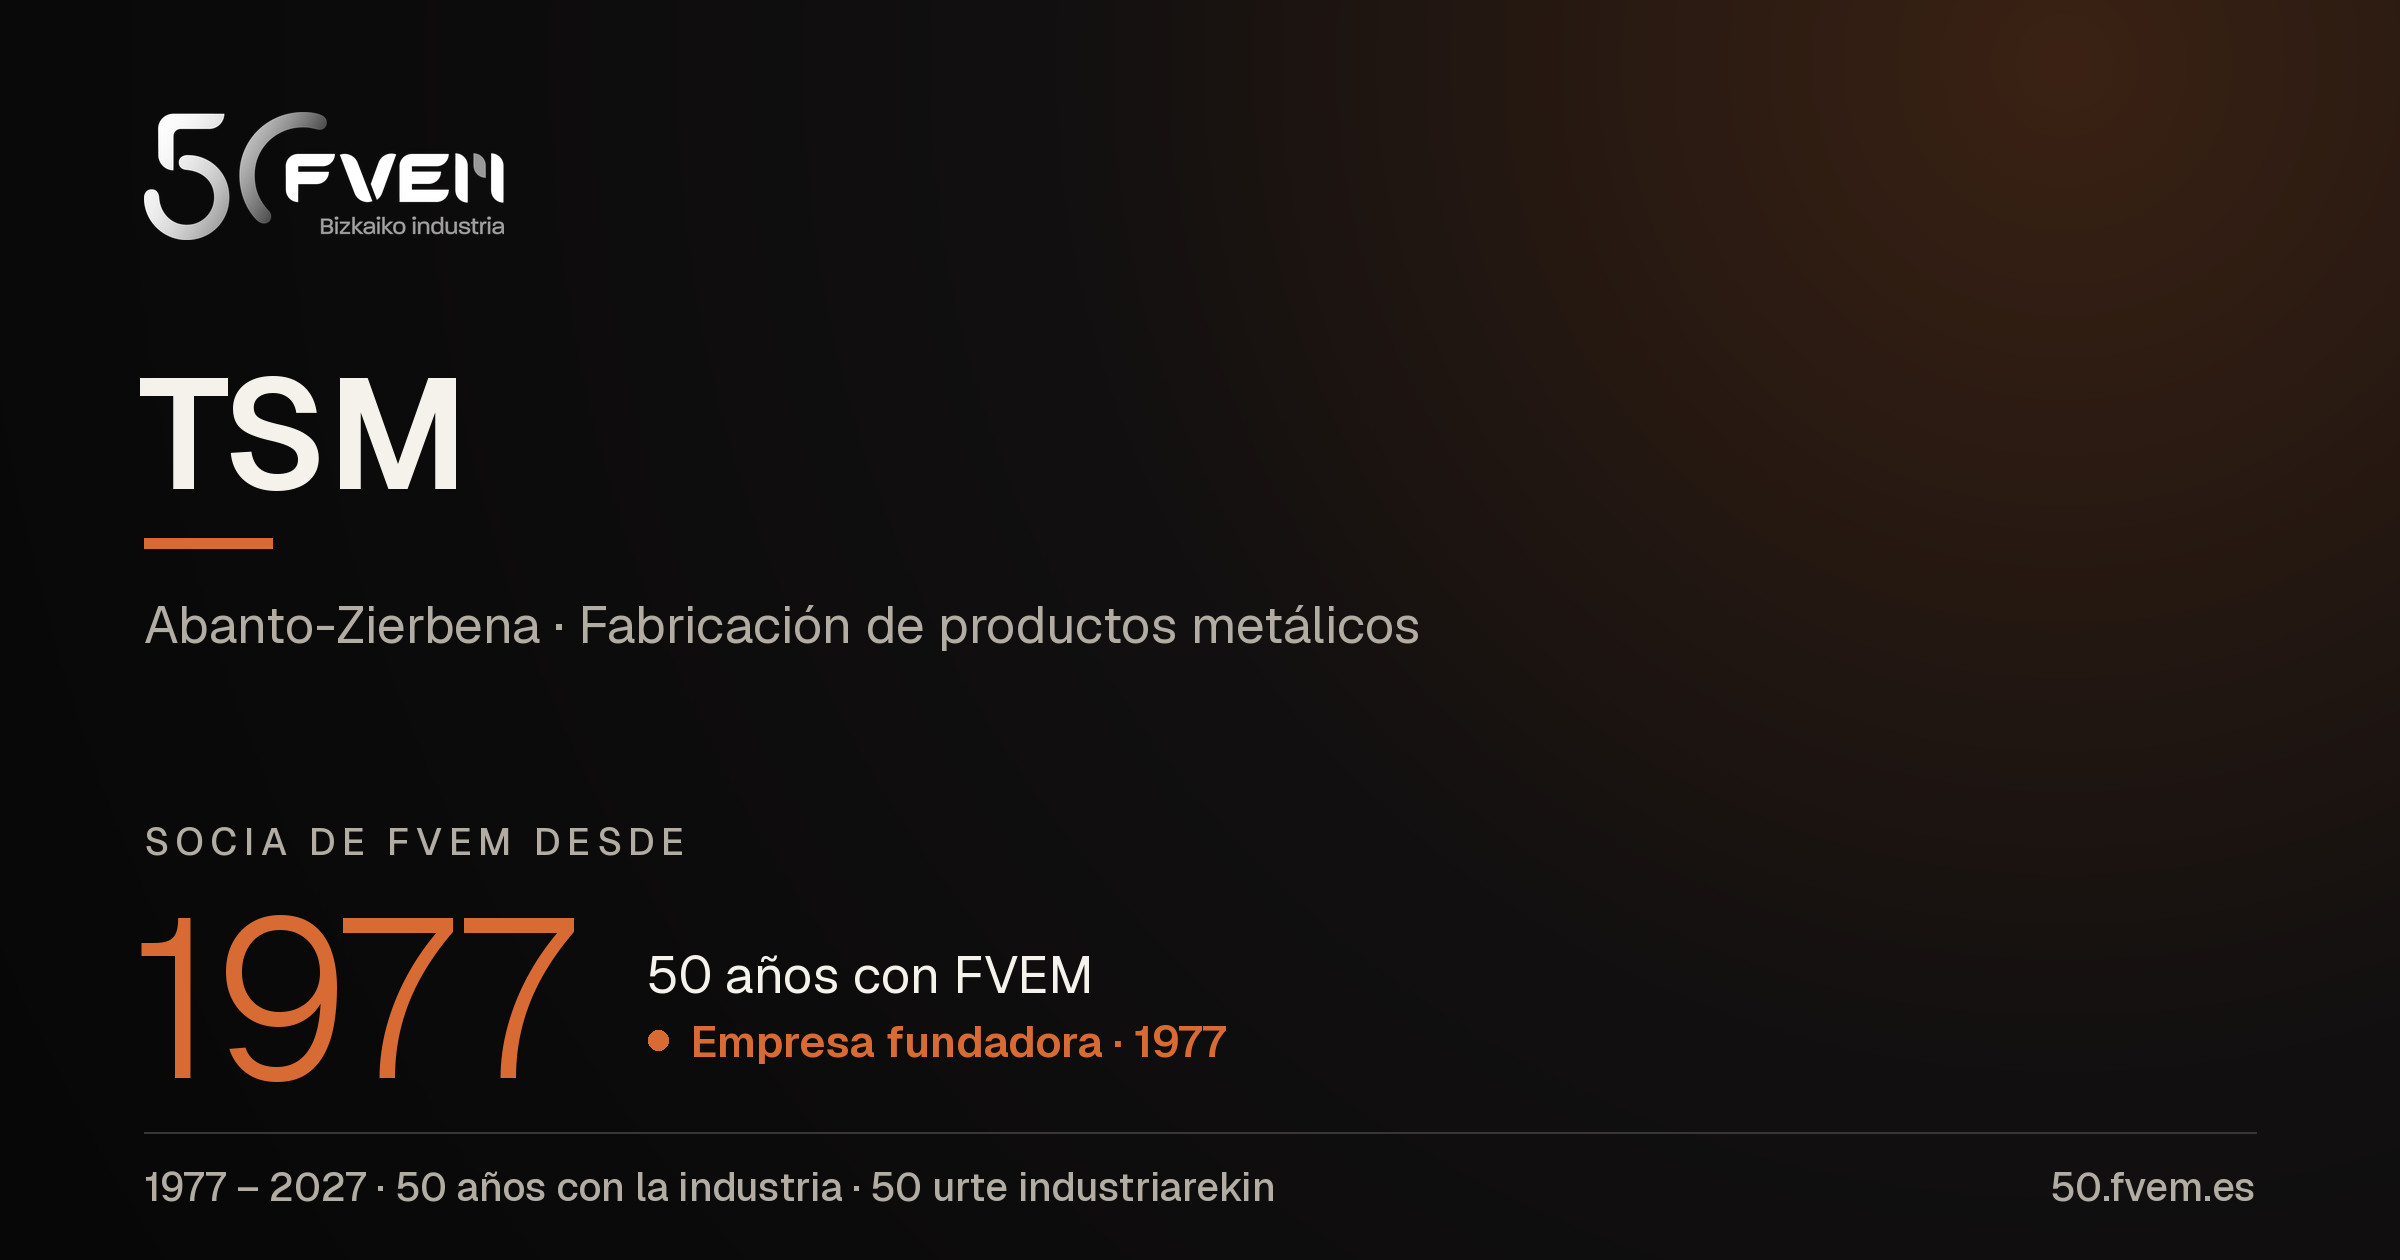 50 FVEM
Bizkaiko industria
TSM
Abanto-Zierbena · Fabricación de productos metálicos
SOCIA DE FVEM DESDE
1977
50 años con FVEM
Empresa fundadora · 1977
1977 – 2027 · 50 años con la industria · 50 urte industriarekin
50.fvem.es